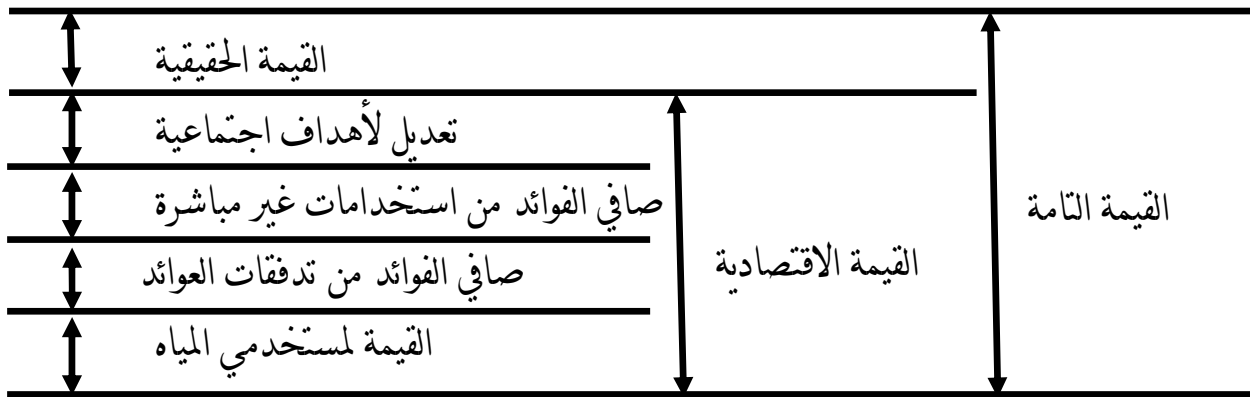 القيمة الحقيقية
تعديل لأهداف اجتماعية
صافي الفوائد من استخدامات غير مباشرة
القيمة التامة
القيمة الاقتصادية
صافي الفوائد من تدفقات العوائد
القيمة لمستخدمي المياه